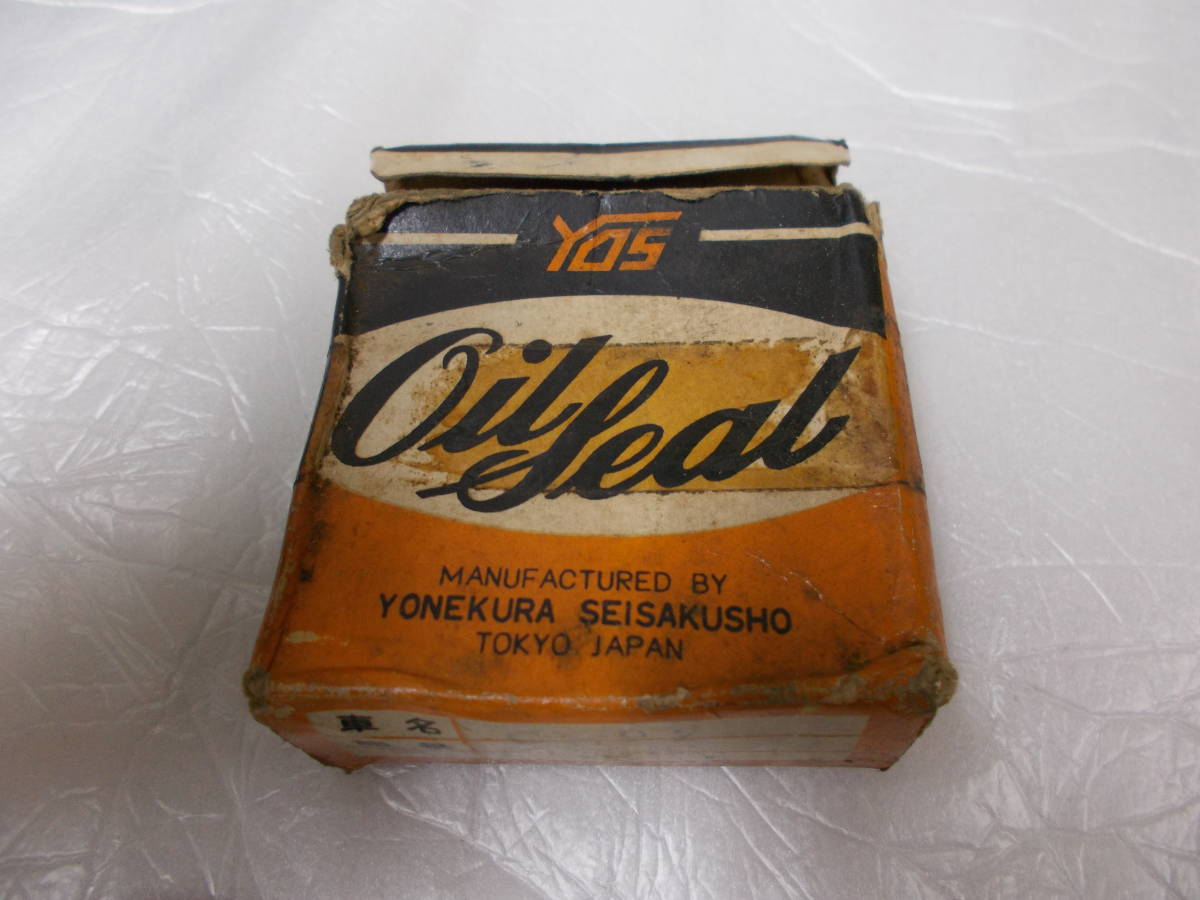 YOS
Oil Seal
MANUFACTURED BY
YONEKURA SEISAKUSHO
TOKYO JAPAN
車名